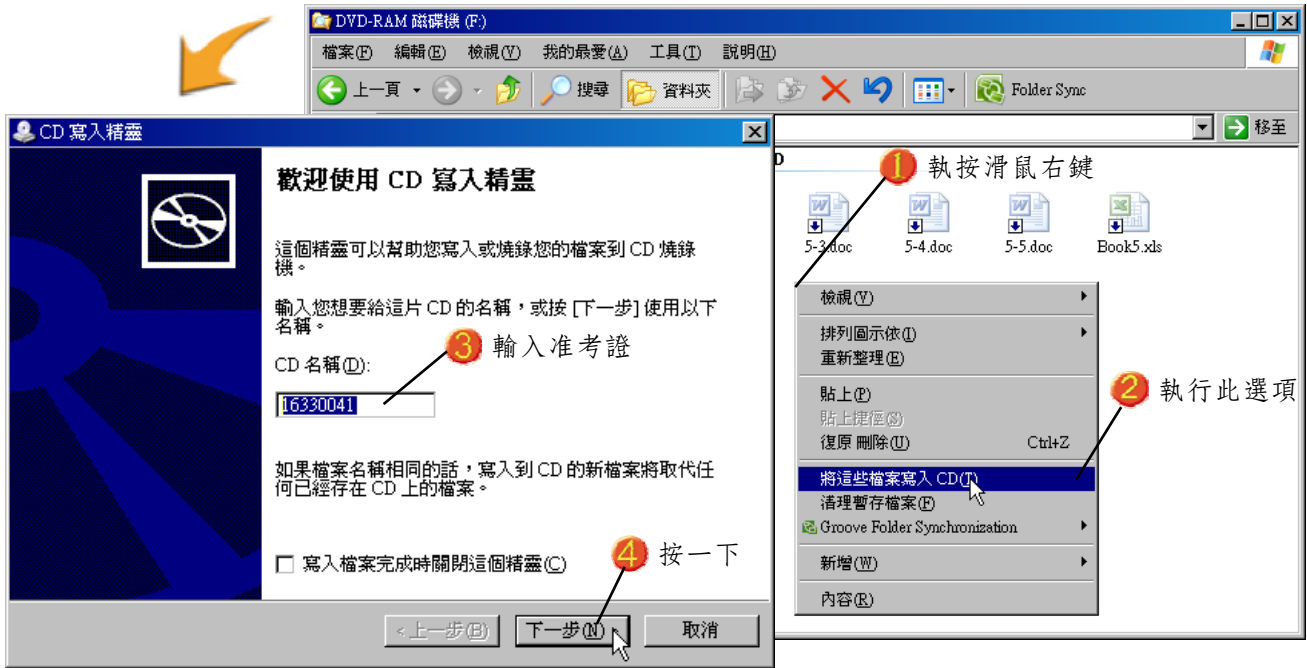 DVD-RAM 磁碟機 (F:)
檔案(F) 編輯(E) 檢視(V) 我的最愛(A) 工具(T) 說明(H)
上一頁 搜尋 資料夾 Folder Sync
移至
1 執按滑鼠右鍵
5-3.doc 5-4.doc 5-5.doc Book5.xls
檢視(V)
排列圖示依(I)
重新整理(E)
貼上(P)
貼上捷徑(S)
復原 刪除(U) Ctrl+Z
2 執行此選項
將這些檔案寫入 CD(T)
清理暫存檔案(F)
Groove Folder Synchronization
新增(W)
內容(R)
CD 寫入精靈
歡迎使用 CD 寫入精靈
這個精靈可以幫助您寫入或燒錄您的檔案到 CD 燒錄
機。
輸入您想要給這片 CD 的名稱，或按 [下一步] 使用以下
名稱。
3 輸入准考證
CD 名稱(D):
16330041
如果檔案名稱相同的話，寫入到 CD 的新檔案將取代任
何已經存在 CD 上的檔案。
4 按一下
寫入檔案完成時關閉這個精靈(C)
<上一步(B) 下一步(N)> 取消